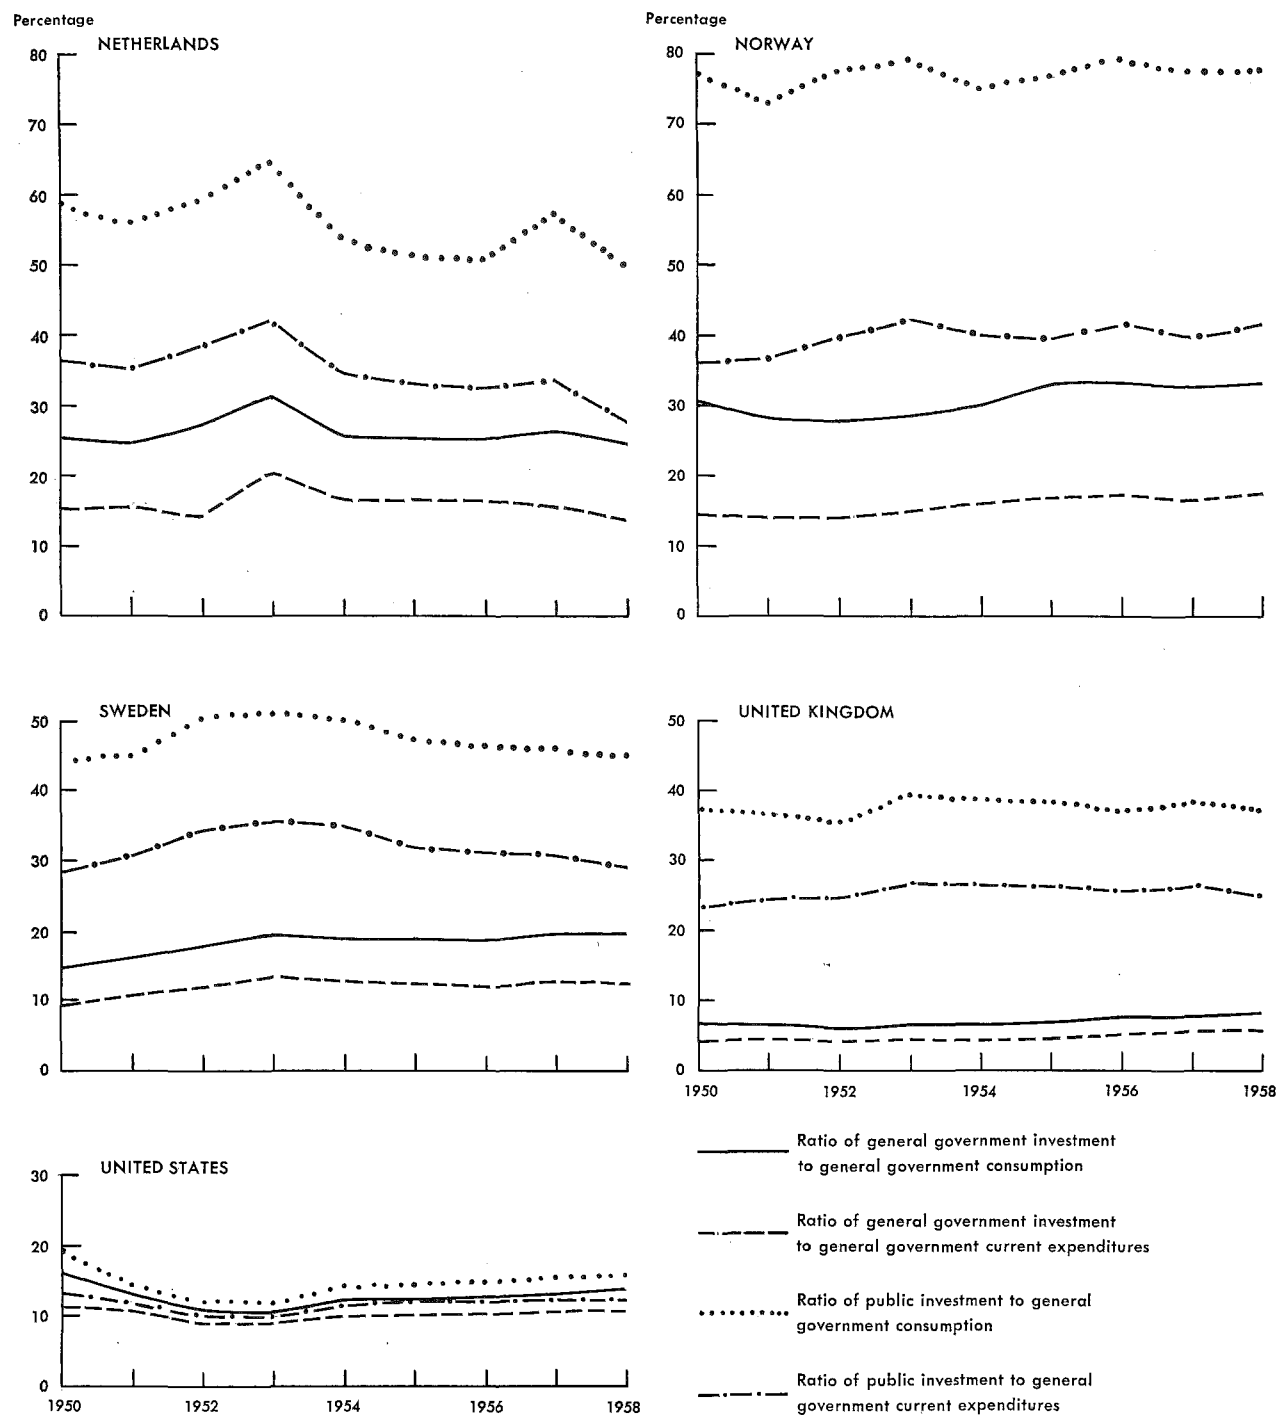 Percentage
NETHERLANDS
80
70
60
50
40
30
20
10
0
Percentage
NORWAY
80
70
60
50
40
30
20
10
0
SWEDEN
50
40
30
20
10
0
UNITED KINGDOM
50
40
30
20
10
0
1950 1952 1954 1956 1958
UNITED STATES
30
20
10
0
1950 1952 1954 1956 1958
Ratio of general government investment
to general government consumption
Ratio of general government investment
to general government current expenditures
Ratio of public investment to general
government consumption
Ratio of public investment to general
government current expenditures